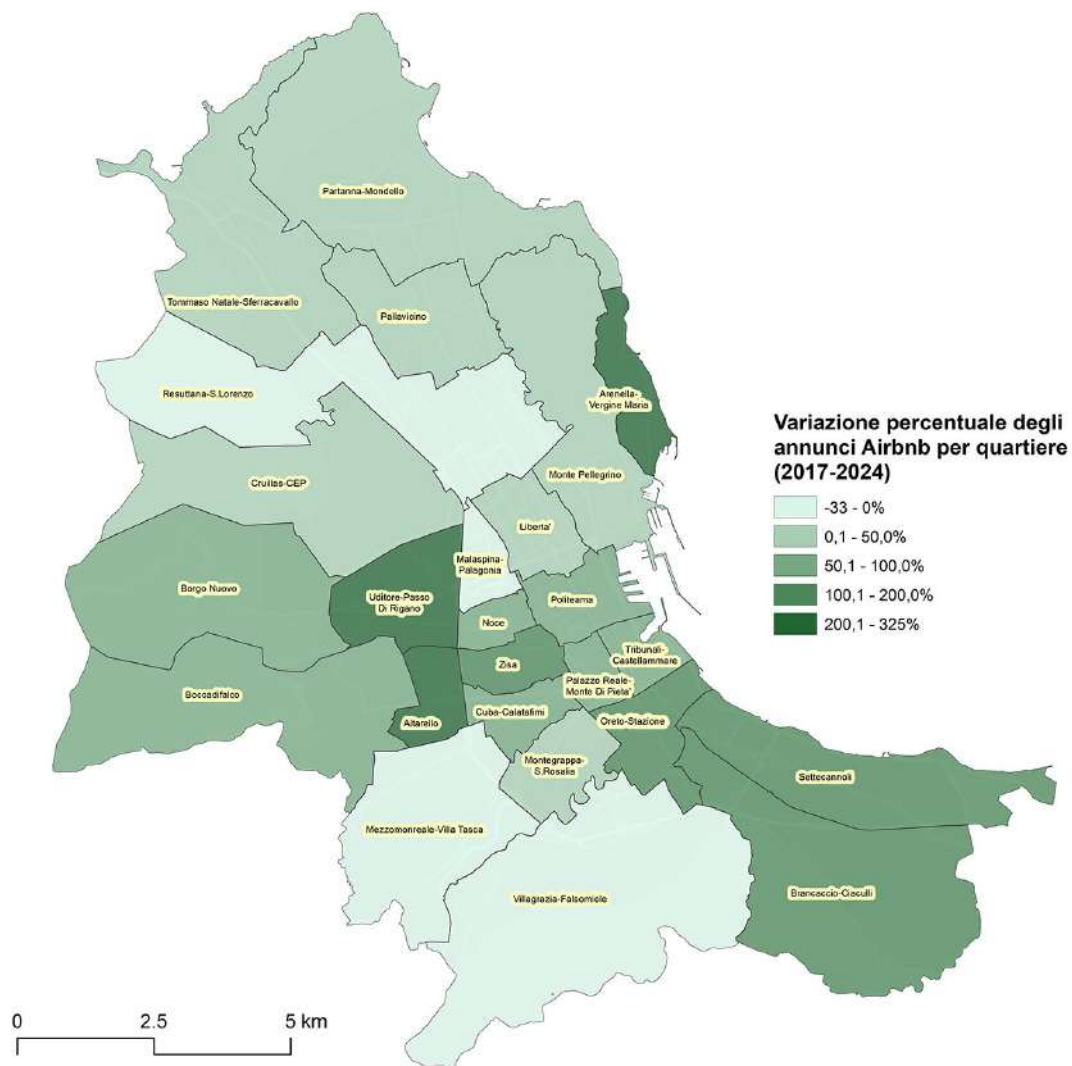 Partanna-Mondello
Tommaso Natale-Sferracavallo
Pallavicino
Resuttana-S.Lorenzo
Arenella-
Vergine Maria
Variazione percentuale degli
annunci Airbnb per quartiere
(2017-2024)
-33 - 0%
0,1 - 50,0%
50,1 - 100,0%
100,1 - 200,0%
200,1 - 325%
Cruillas-CEP
Monte Pellegrino
Liberta'
Malaspina-
Palagonia
Borgo Nuovo
Uditore-Passo
Di Rigano
Politeama
Noce
Tribunali-
Castellammare
Zisa
Palazzo Reale-
Monte Di Pieta'
Boccadifalco
Altarello
Cuba-Calatafimi
Oreto-Stazione
Montegrappa-
S.Rosalia
Settecannoli
Mezzomonreale-Villa Tasca
Villagrazia-Falsomiele
Brancaccio-Ciaculli
0 2.5 5 km